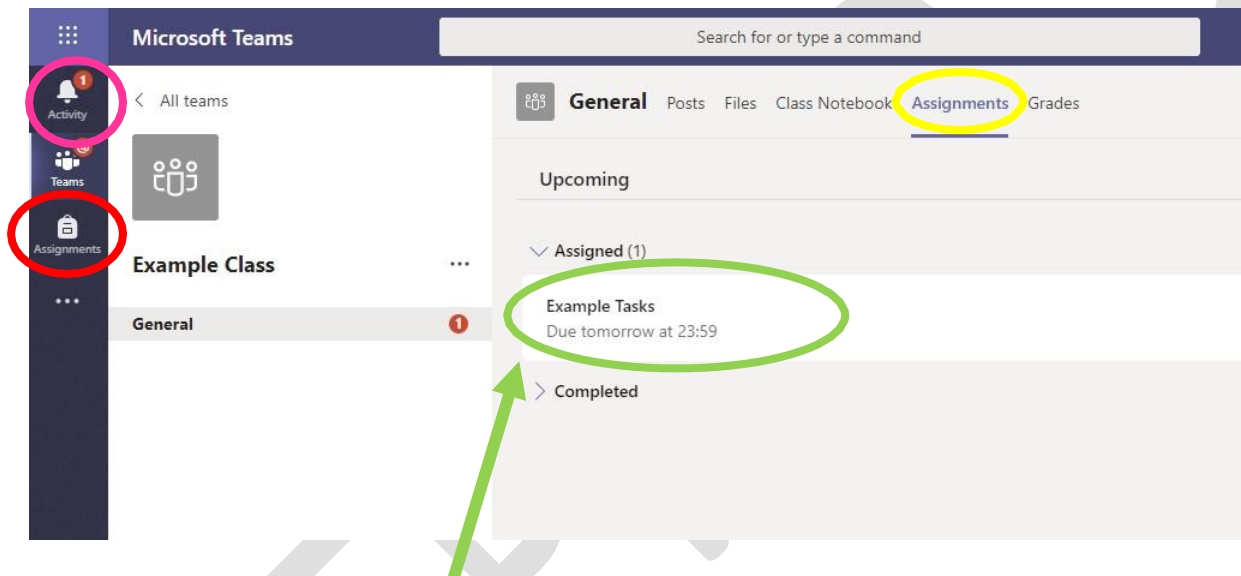 Microsoft Teams
Search for or type a command
1
Activity
All teams
General Posts Files Class Notebook Assignments Grades
Teams
Upcoming
Assignments
Assigned (1)
Example Class
Example Tasks
General 1
Due tomorrow at 23:59
Completed